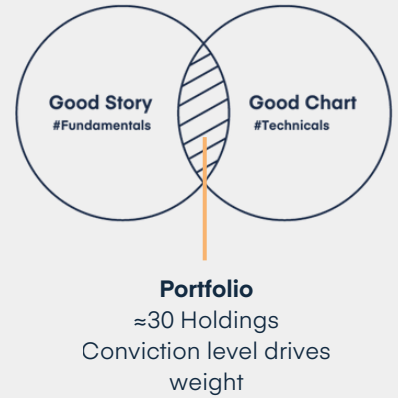 Good Story
#Fundamentals
Good Chart
#Technicals
Portfolio
≈30 Holdings
Conviction level drives
weight